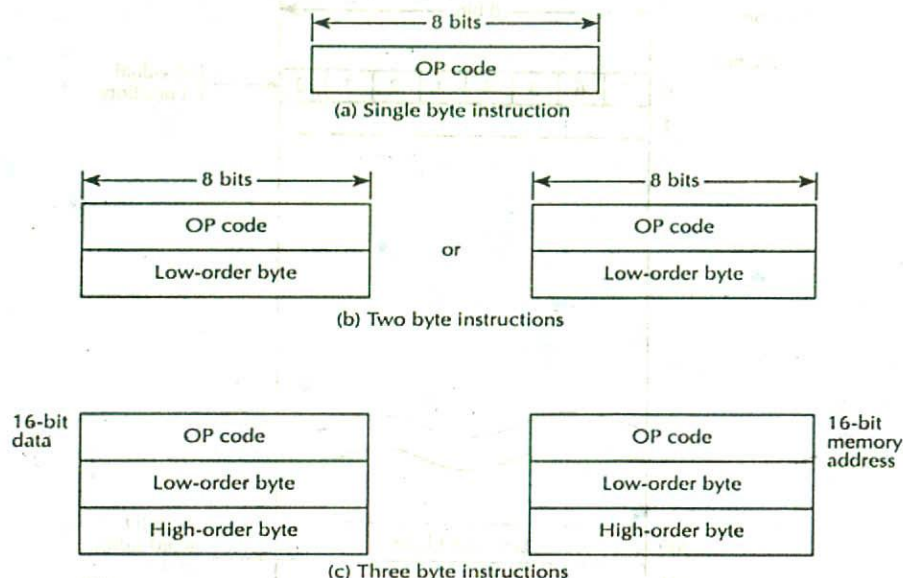 8 bits
OP code
(a) Single byte instruction
8 bits
8 bits
OP code
OP code
or
Low-order byte
Low-order byte
(b) Two byte instructions
16-bit
data
OP code
OP code
16-bit
memory
address
Low-order byte
Low-order byte
High-order byte
High-order byte
(c) Three byte instructions